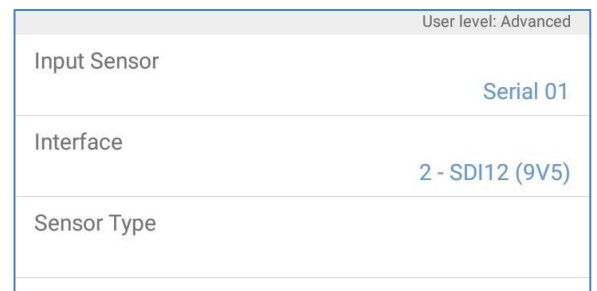 User level: Advanced
Input Sensor
Serial 01
Interface
2 - SDI12 (9V5)
Sensor Type